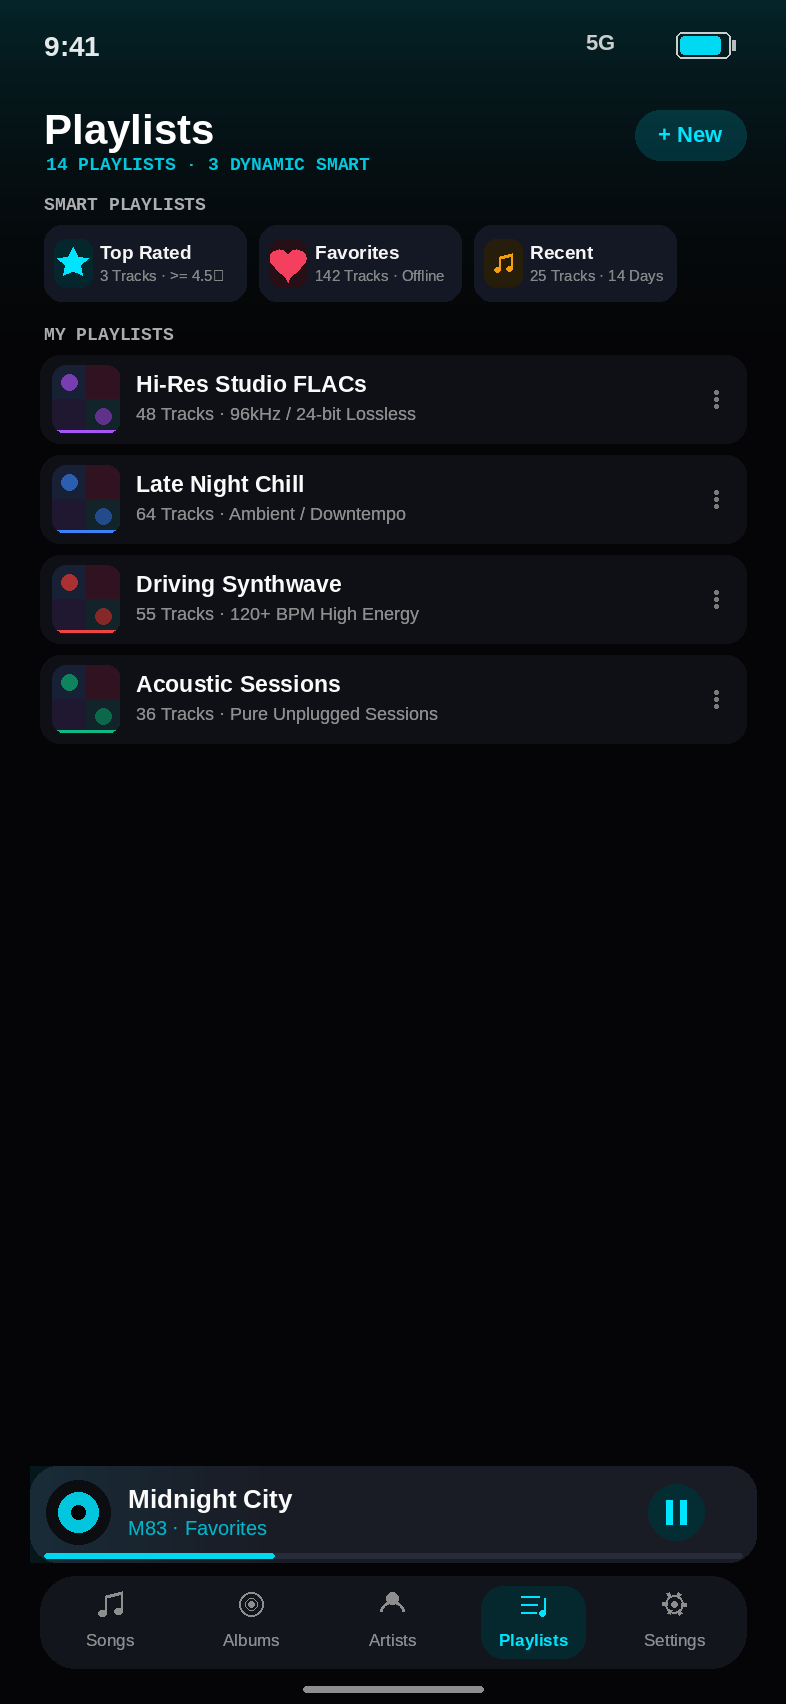 9:41
5G
Playlists
+ New
14 PLAYLISTS · 3 DYNAMIC SMART
SMART PLAYLISTS
Top Rated
3 Tracks · >= 4.5▯
Favorites
142 Tracks · Offline
Recent
25 Tracks · 14 Days
MY PLAYLISTS
Hi-Res Studio FLACs
48 Tracks · 96kHz / 24-bit Lossless
Late Night Chill
64 Tracks · Ambient / Downtempo
Driving Synthwave
55 Tracks · 120+ BPM High Energy
Acoustic Sessions
36 Tracks · Pure Unplugged Sessions
Midnight City
M83 · Favorites
Songs
Albums
Artists
Playlists
Settings